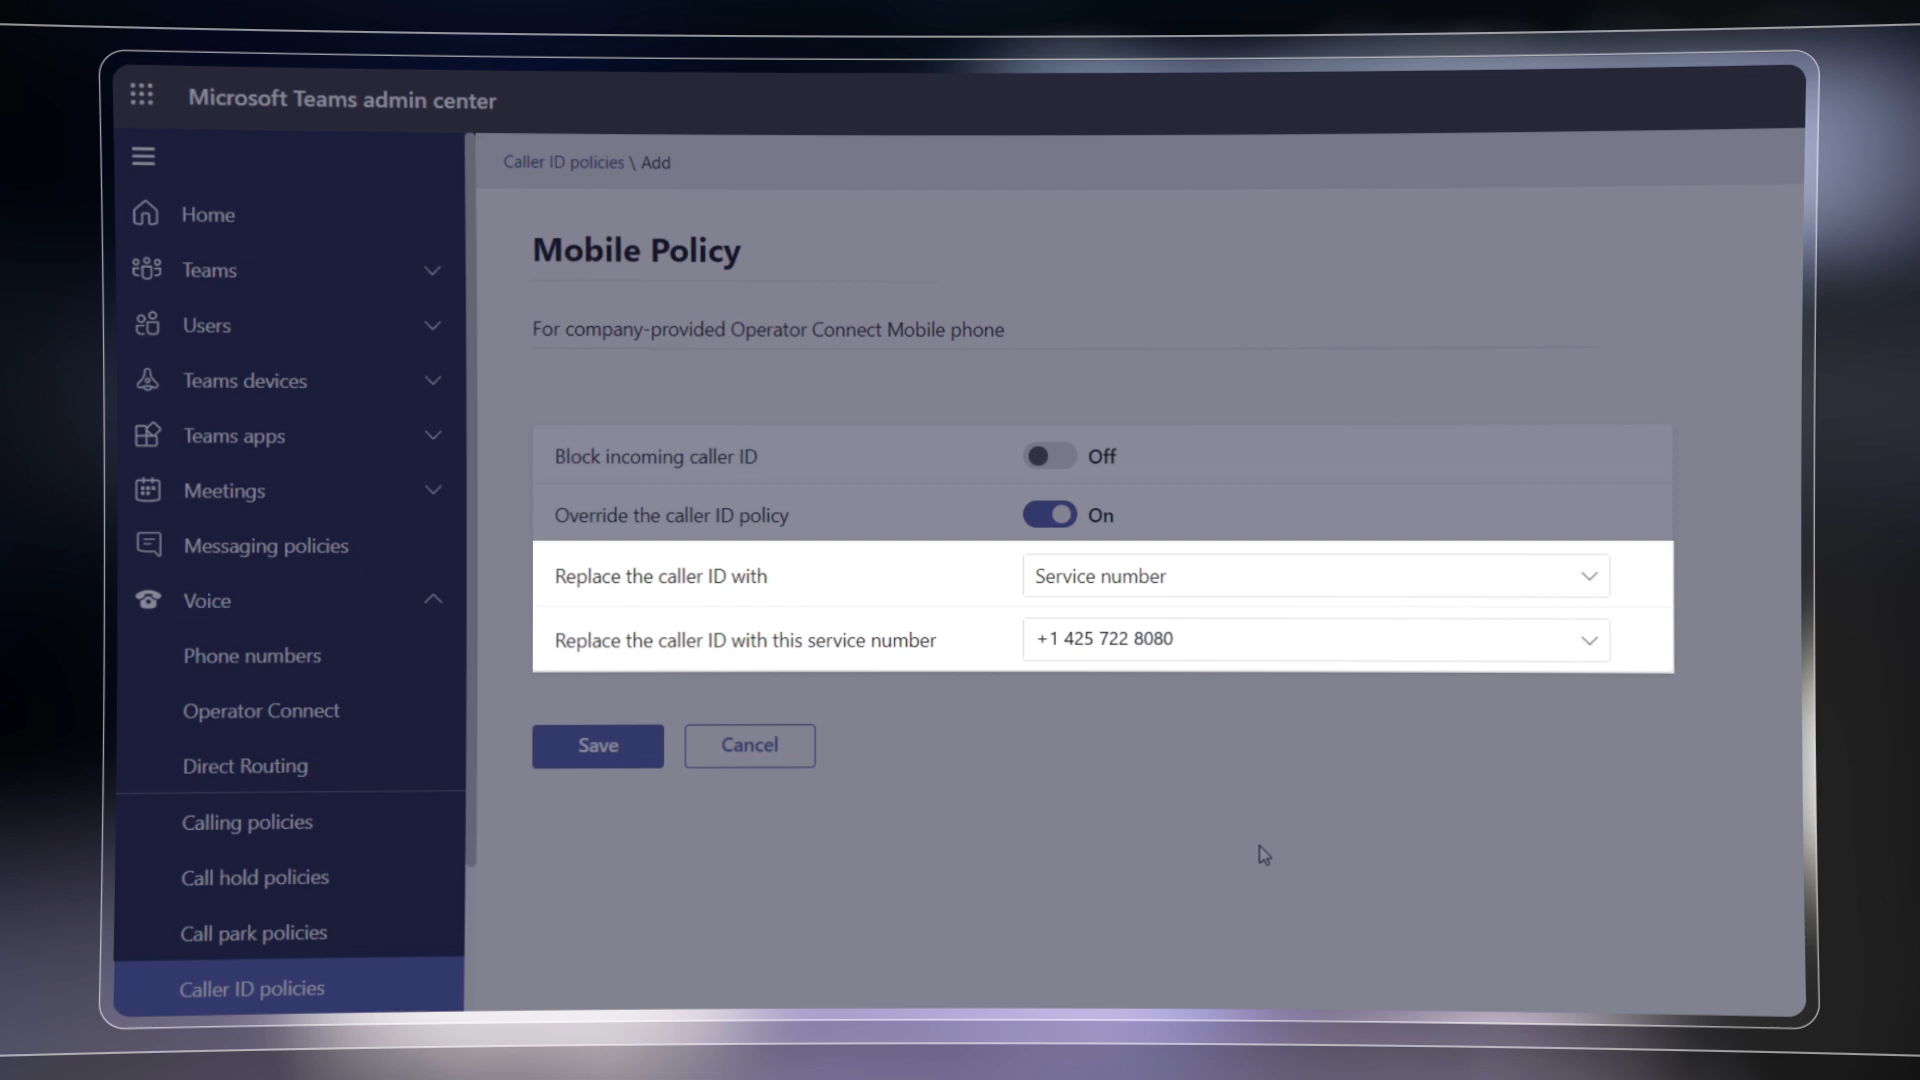 Microsoft Teams admin center
Caller ID policies \ Add
Home
Teams
Users
Teams devices
Teams apps
Meetings
Messaging policies
Voice
Phone numbers
Operator Connect
Direct Routing
Calling policies
Call hold policies
Call park policies
Caller ID policies
Mobile Policy
For company-provided Operator Connect Mobile phone
Block incoming caller ID Off
Override the caller ID policy On
Replace the caller ID with Service number
Replace the caller ID with this service number +1 425 722 8080
Save Cancel